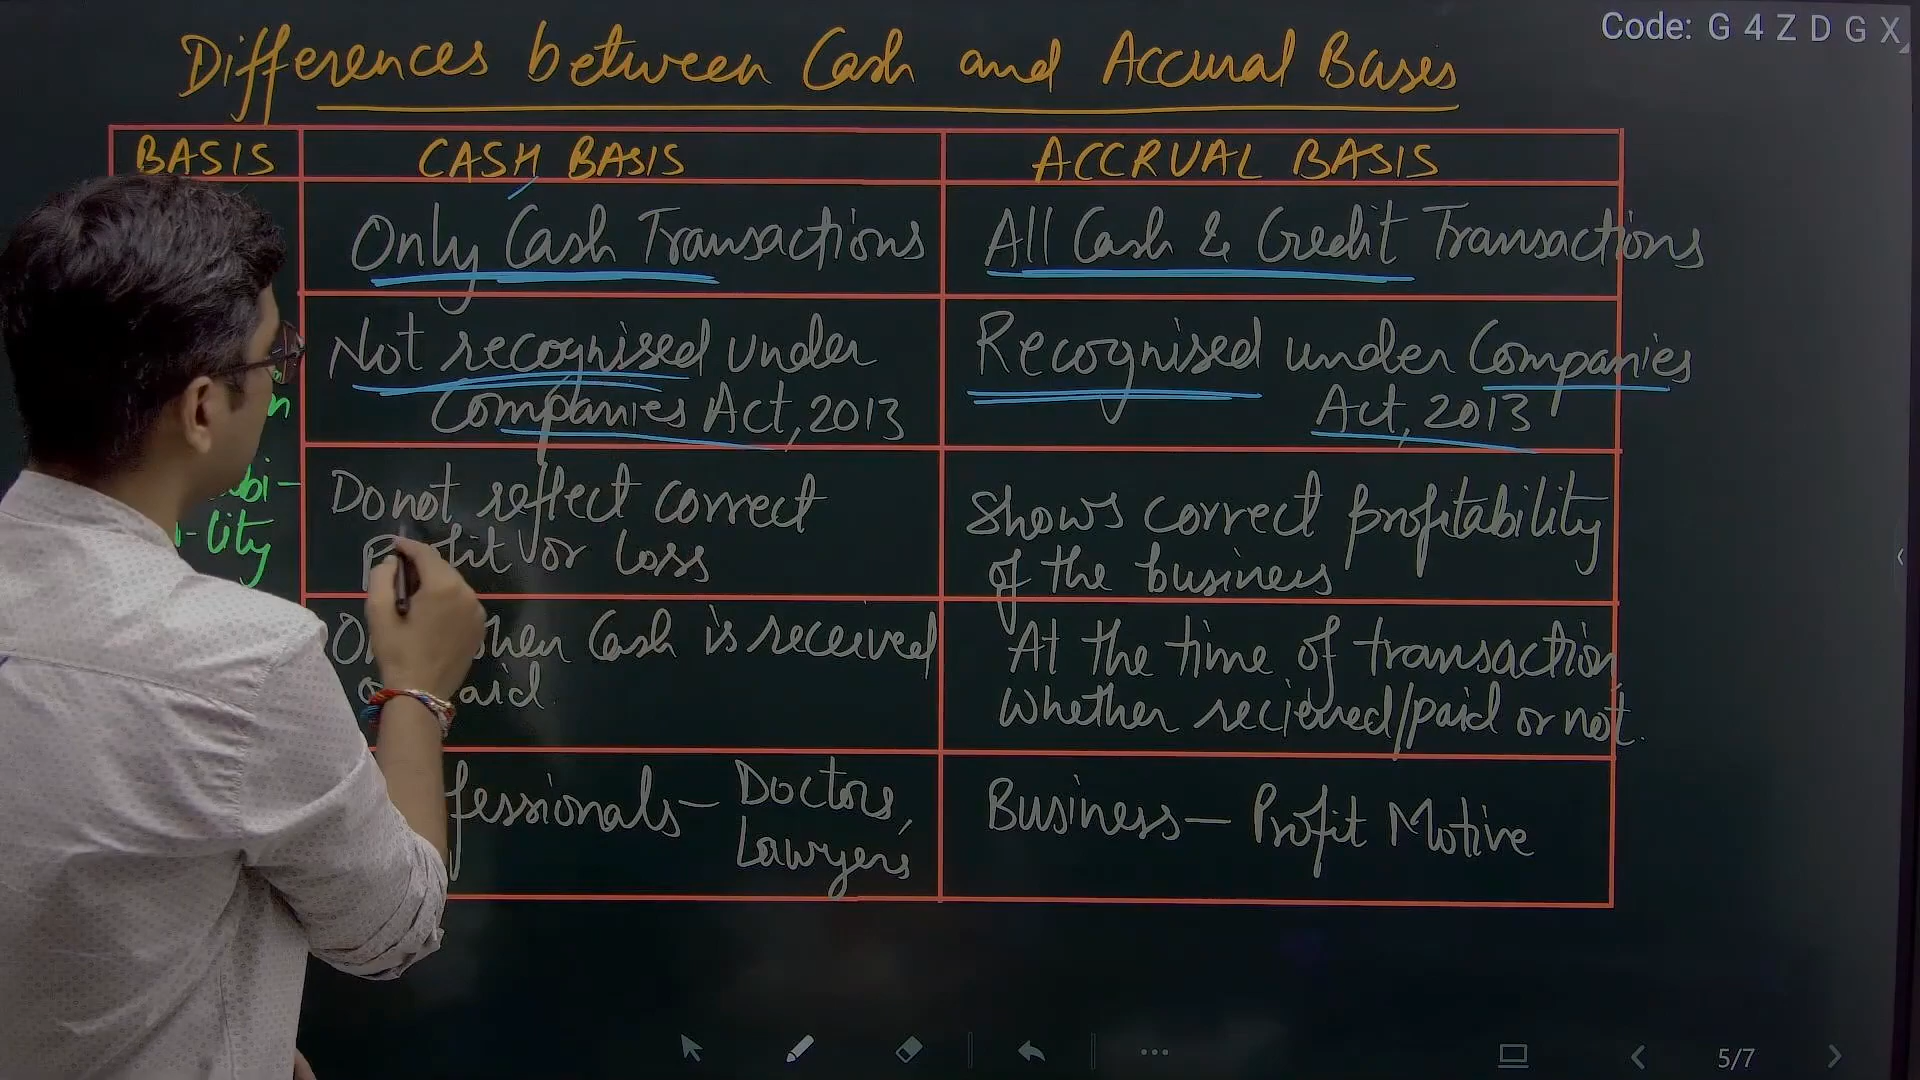 Code: G 4 Z D G X
Differences between Cash and Accrual Bases
BASIS CASH BASIS ACCRUAL BASIS
Only Cash Transactions
All Cash & Credit Transactions
Not recognised under
Companies Act, 2013
Recognised under Companies
Act, 2013
Do not reflect correct
profit or loss
Shows correct profitability
of the business
-lity
when Cash is received
At the time of transaction
whether recieved/paid or not.
Doctors,
Lawyers
Business - Profit Motive
5/7